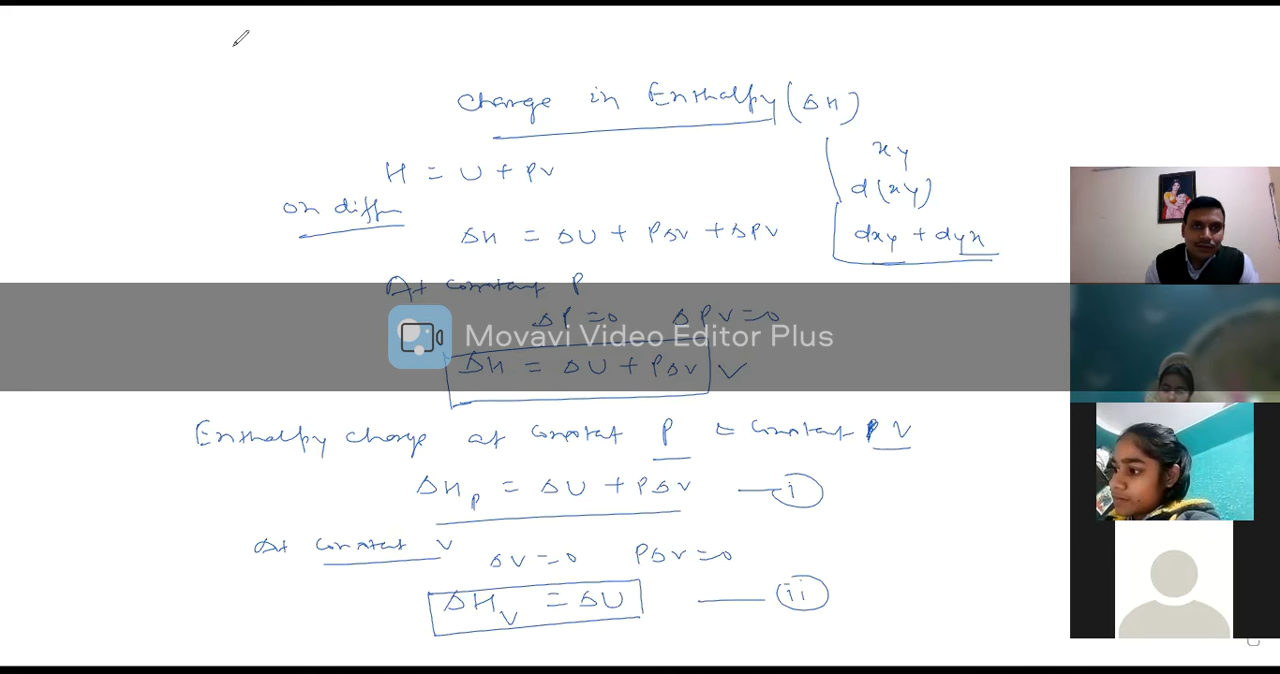 Change in Enthalpy (ΔH)
H = U + PV
on diffn
ΔH = ΔU + PΔV + ΔPV
xy
d(xy)
dxy + dyx
At constant P
ΔP = 0 ΔPV = 0
Movavi Video Editor Plus
ΔH = ΔU + PΔV
Enthalpy change at constant P & constant V
ΔHp = ΔU + PΔV — i
At constant V
ΔV = 0 PΔV = 0
ΔHV = ΔU — ii